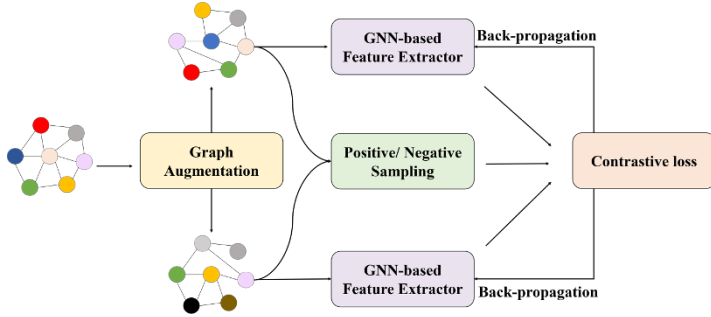 GNN-based
Feature Extractor
Back-propagation
Graph
Augmentation
Positive/ Negative
Sampling
Contrastive loss
GNN-based
Feature Extractor
Back-propagation